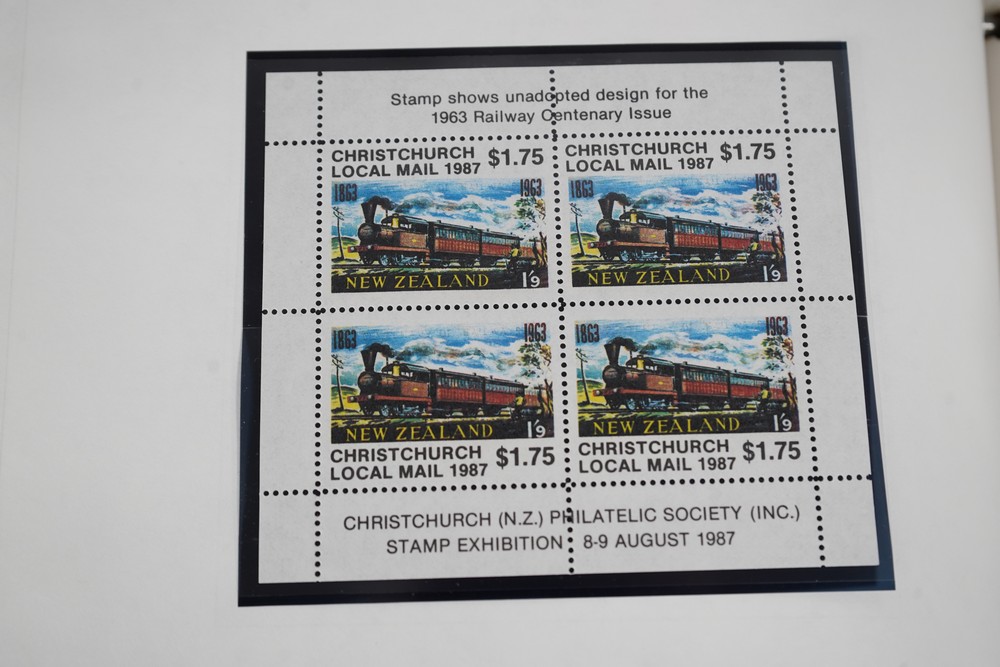 Stamp shows unadopted design for the
1963 Railway Centenary Issue
CHRISTCHURCH
LOCAL MAIL 1987 $1.75
1863 1963
NEW ZEALAND 1'9
CHRISTCHURCH
LOCAL MAIL 1987 $1.75
1863 1963
NEW ZEALAND 1'9
1863 1963
NEW ZEALAND 1'9
CHRISTCHURCH
LOCAL MAIL 1987 $1.75
1863 1963
NEW ZEALAND 1'9
CHRISTCHURCH
LOCAL MAIL 1987 $1.75
CHRISTCHURCH (N.Z.) PHILATELIC SOCIETY (INC.)
STAMP EXHIBITION 8-9 AUGUST 1987